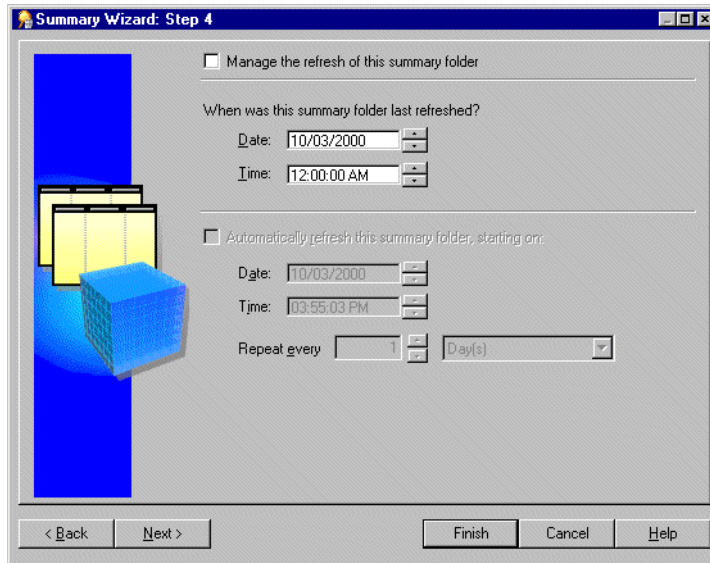 Summary Wizard: Step 4
Manage the refresh of this summary folder
When was this summary folder last refreshed?
Date: 10/03/2000
Time: 12:00:00 AM
Automatically refresh this summary folder, starting on:
Date: 10/03/2000
Time: 03:55:03 PM
Repeat every 1 Day(s)
< Back Next > Finish Cancel Help